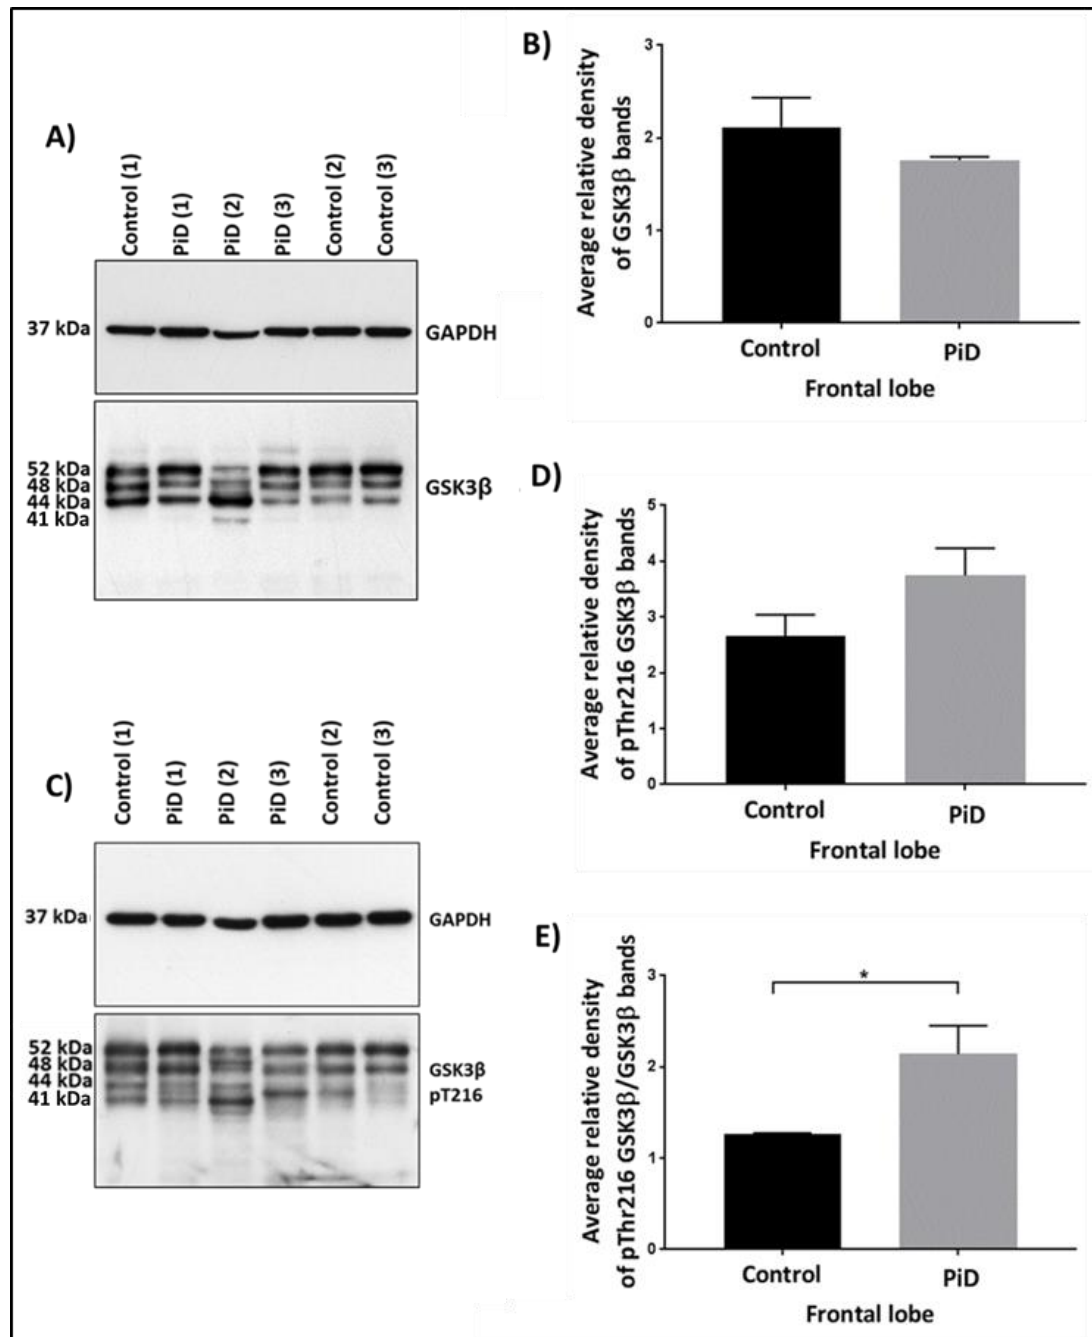 A)
Control (1)
PiD (1)
PiD (2)
PiD (3)
Control (2)
Control (3)
37 kDa
GAPDH
52 kDa
48 kDa
44 kDa
41 kDa
GSK3β
B)
Average relative density
of GSK3β bands
3
2
1
0
Control
PiD
Frontal lobe
C)
Control (1)
PiD (1)
PiD (2)
PiD (3)
Control (2)
Control (3)
37 kDa
GAPDH
52 kDa
48 kDa
44 kDa
41 kDa
GSK3β
pT216
D)
Average relative density
of pThr216 GSK3β bands
5
4
3
2
1
0
Control
PiD
Frontal lobe
E)
Average relative density
of pThr216 GSK3β/GSK3β bands
3
2
1
0
*
Control
PiD
Frontal lobe